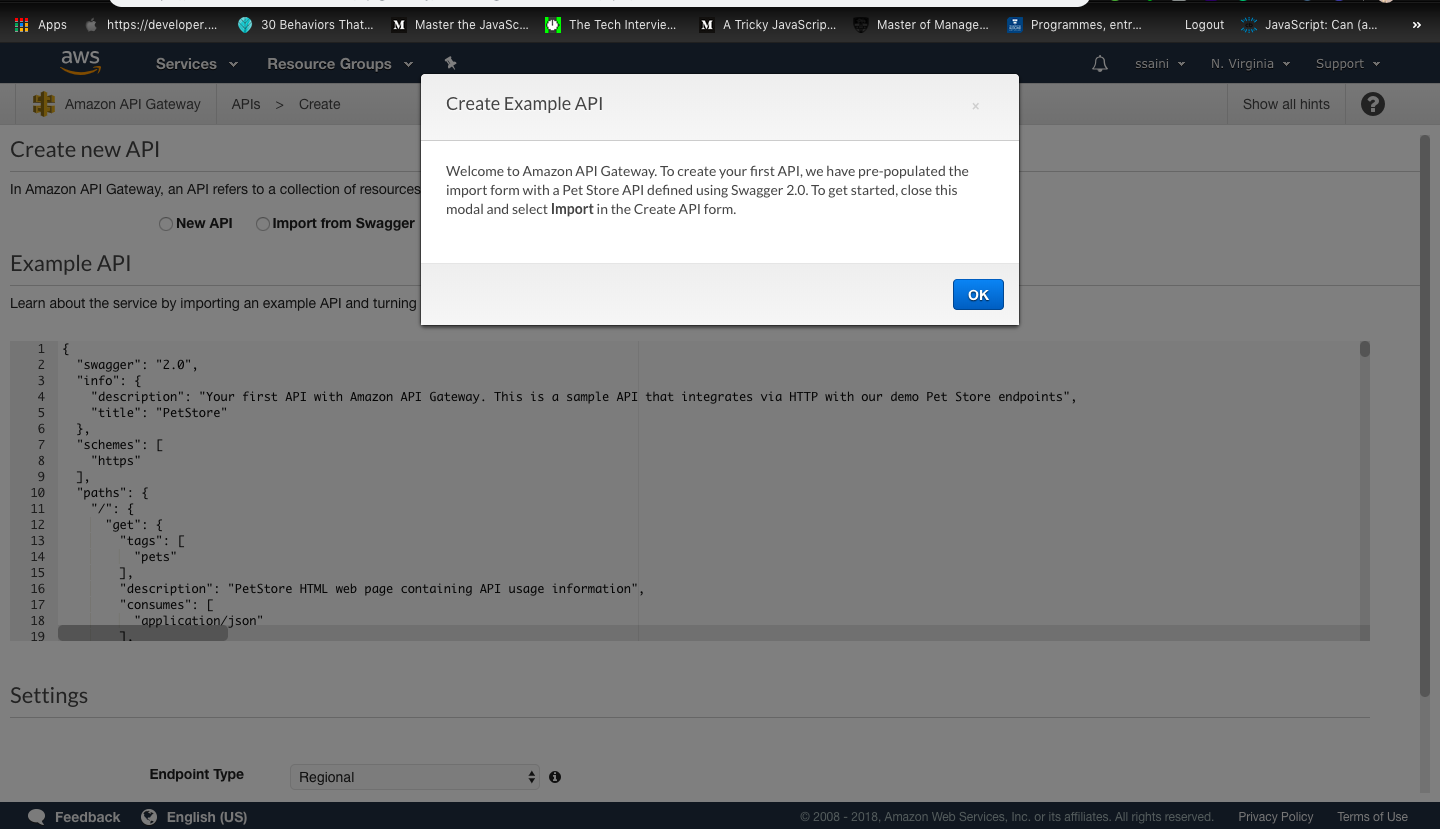 Apps https://developer.... 30 Behaviors That... Master the JavaSc... The Tech Intervie... A Tricky JavaScrip... Master of Manage... Programmes, entr... Logout JavaScript: Can (a... »
aws Services Resource Groups ssaini N. Virginia Support
Amazon API Gateway APIs > Create Show all hints ?
Create Example API ×
Welcome to Amazon API Gateway. To create your first API, we have pre-populated the
import form with a Pet Store API defined using Swagger 2.0. To get started, close this
modal and select Import in the Create API form.
OK
Create new API
In Amazon API Gateway, an API refers to a collection of resources
New API Import from Swagger
Example API
Learn about the service by importing an example API and turning
1 {
2 "swagger": "2.0",
3 "info": {
4 "description": "Your first API with Amazon API Gateway. This is a sample API that integrates via HTTP with our demo Pet Store endpoints",
5 "title": "PetStore"
6 },
7 "schemes": [
8 "https"
9 ],
10 "paths": {
11 "/": {
12 "get": {
13 "tags": [
14 "pets"
15 ],
16 "description": "PetStore HTML web page containing API usage information",
17 "consumes": [
18 "application/json"
19 ],
Settings
Endpoint Type Regional
Feedback English (US) © 2008 - 2018, Amazon Web Services, Inc. or its affiliates. All rights reserved. Privacy Policy Terms of Use